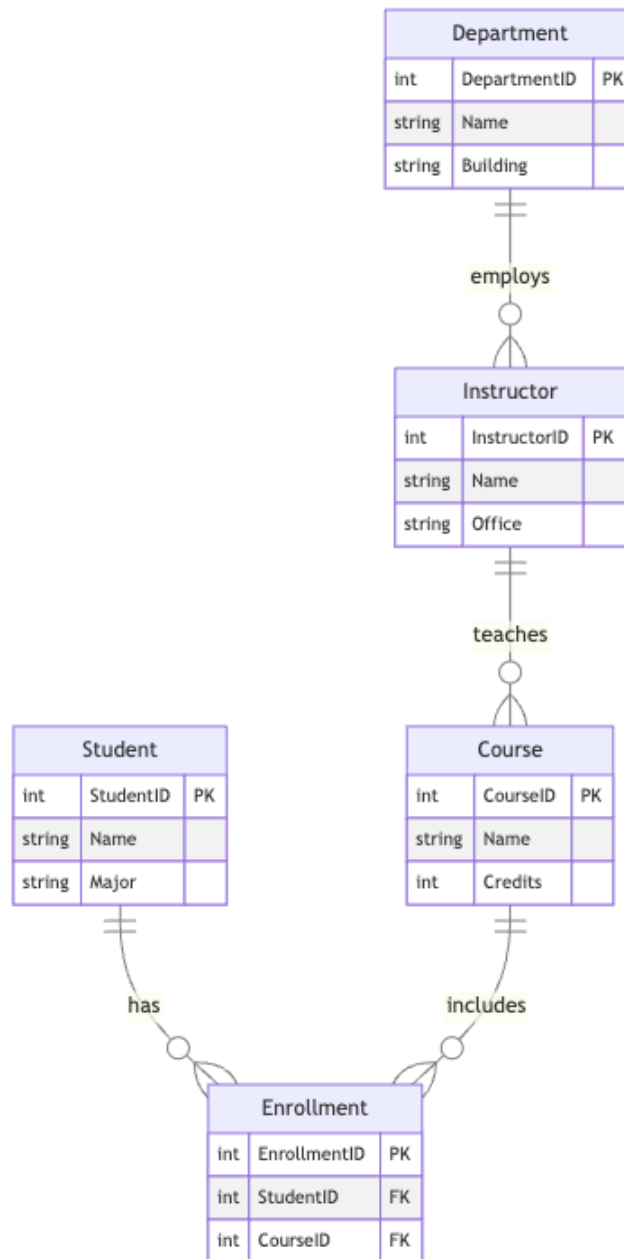 Department
int DepartmentID PK
string Name
string Building
employs
Instructor
int InstructorID PK
string Name
string Office
teaches
Student
int StudentID PK
string Name
string Major
Course
int CourseID PK
string Name
int Credits
has
includes
Enrollment
int EnrollmentID PK
int StudentID FK
int CourseID FK